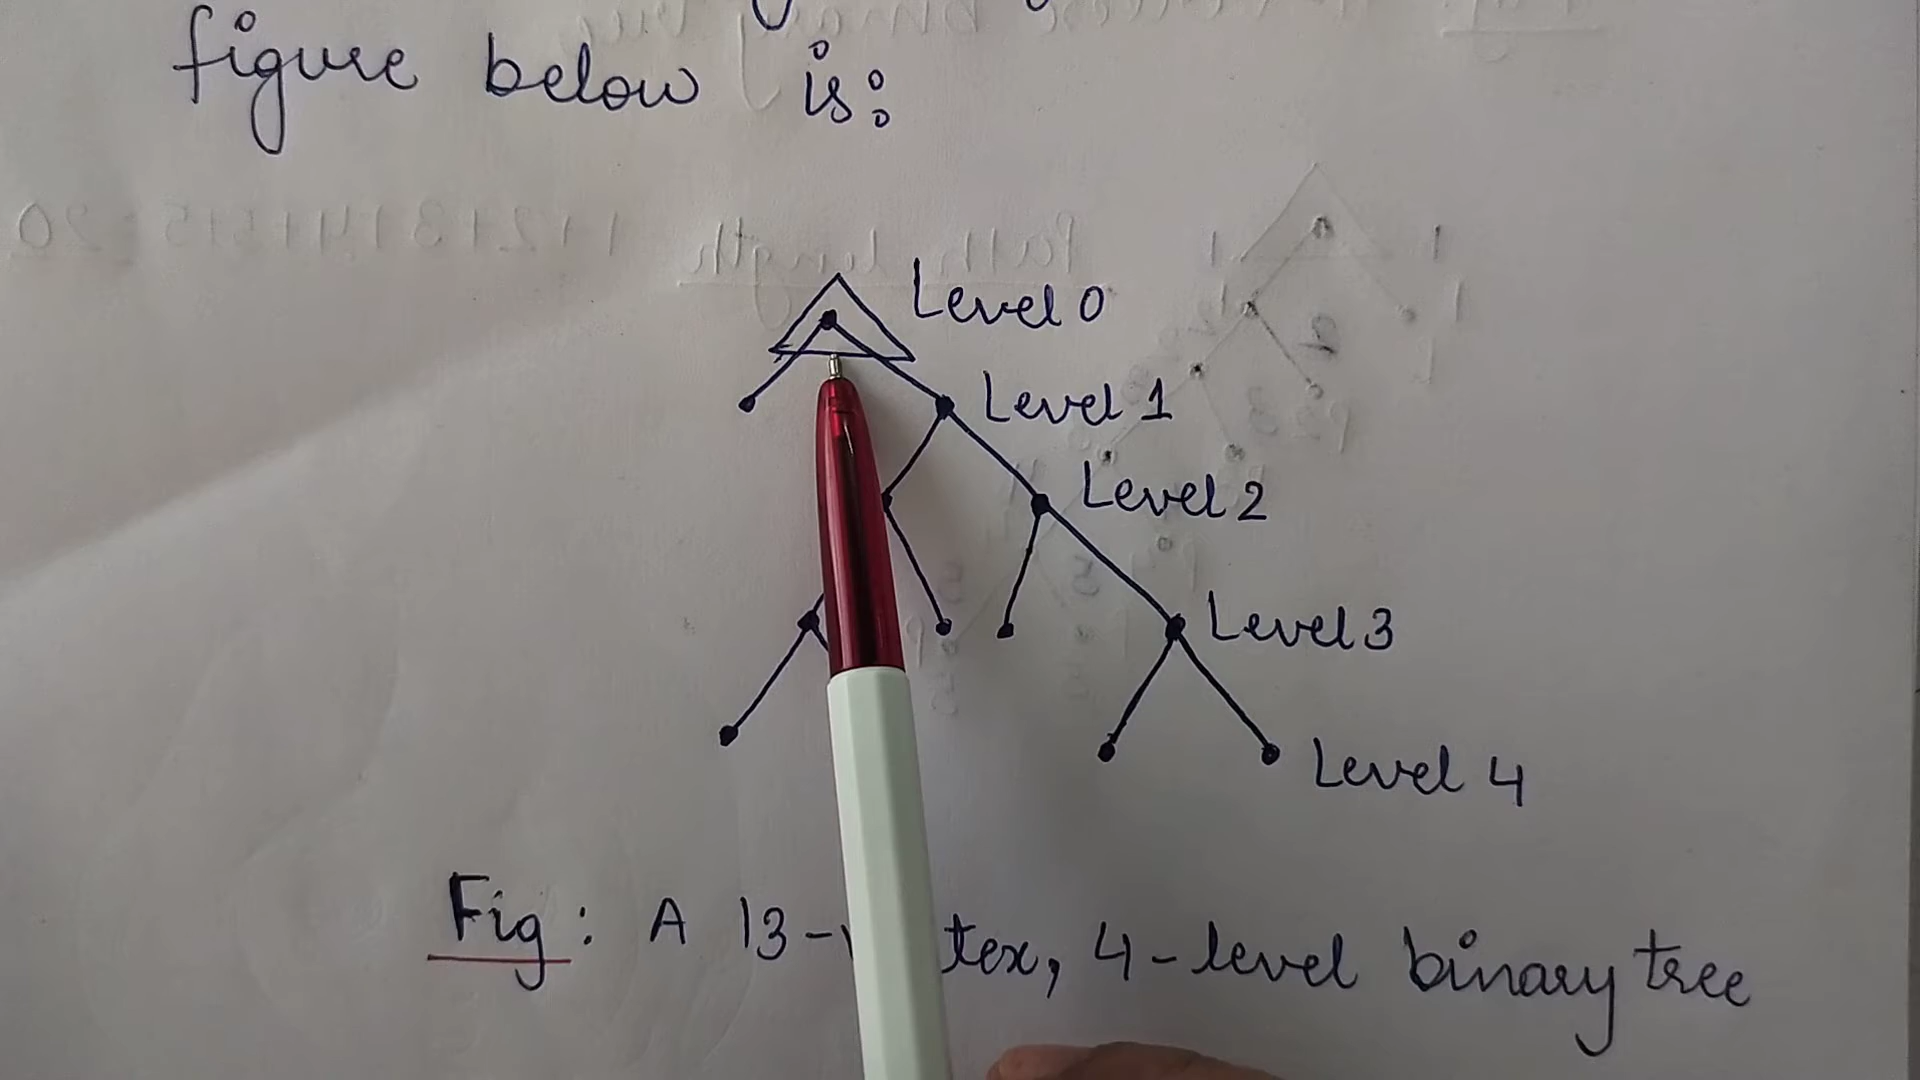 figure below is:
Level 0
Level 1
Level 2
Level 3
Level 4
Fig: A 13- tex, 4-level binary tree